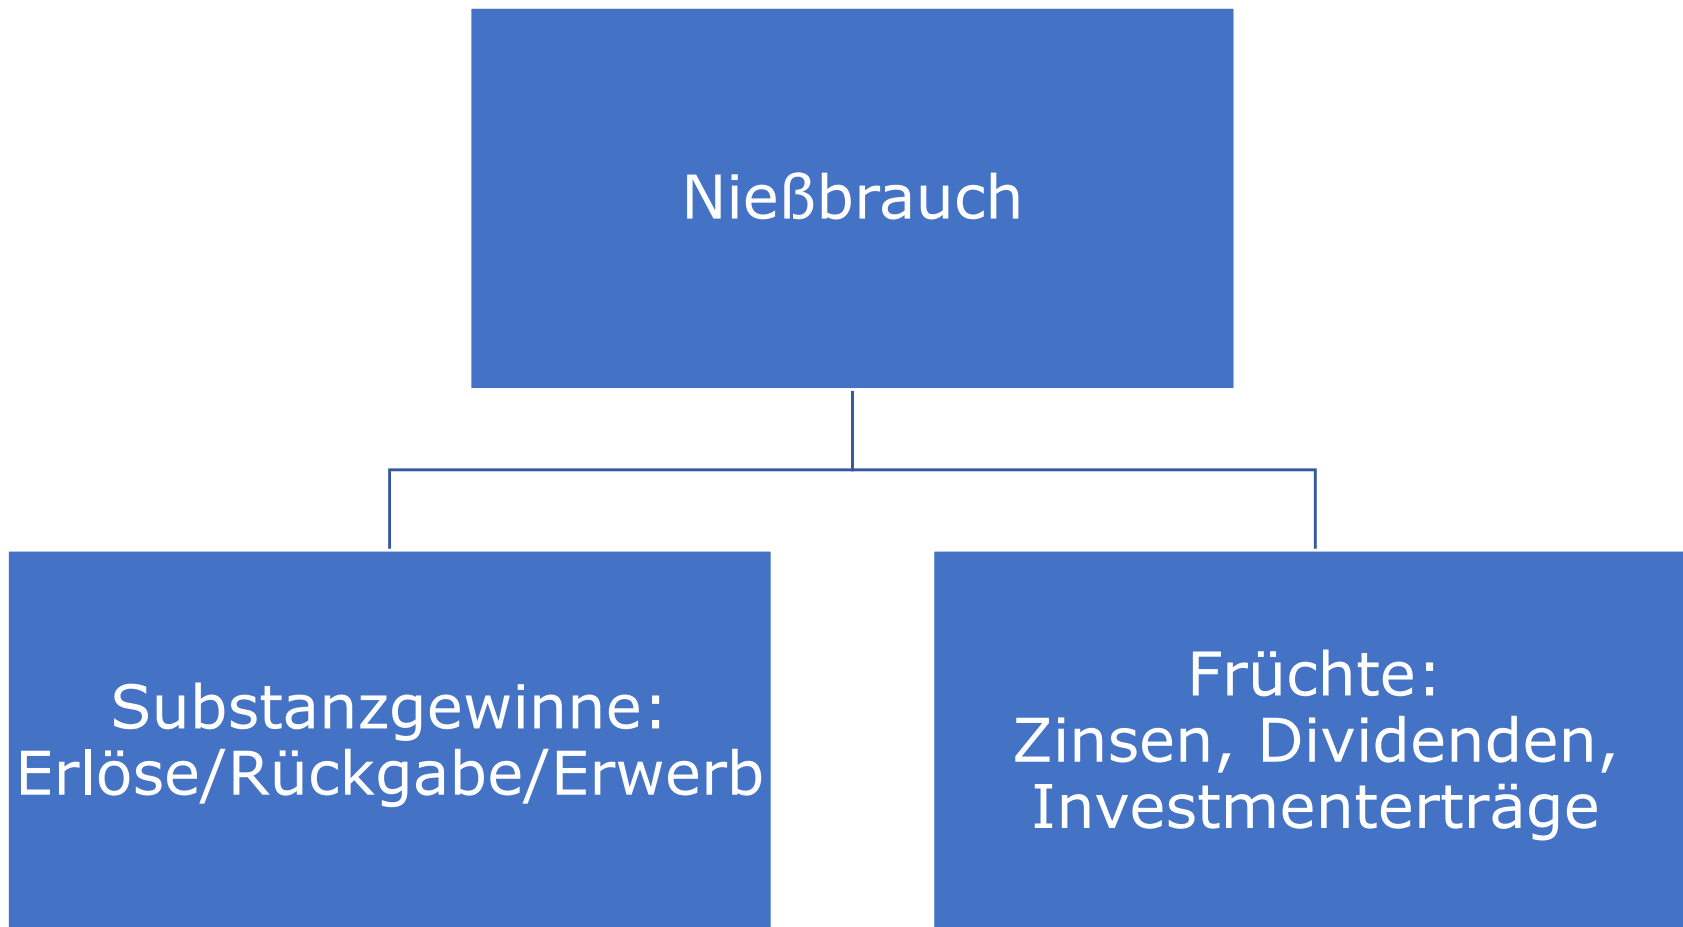 Nießbrauch
Substanzgewinne:
Erlöse/Rückgabe/Erwerb
Früchte:
Zinsen, Dividenden,
Investmenterträge